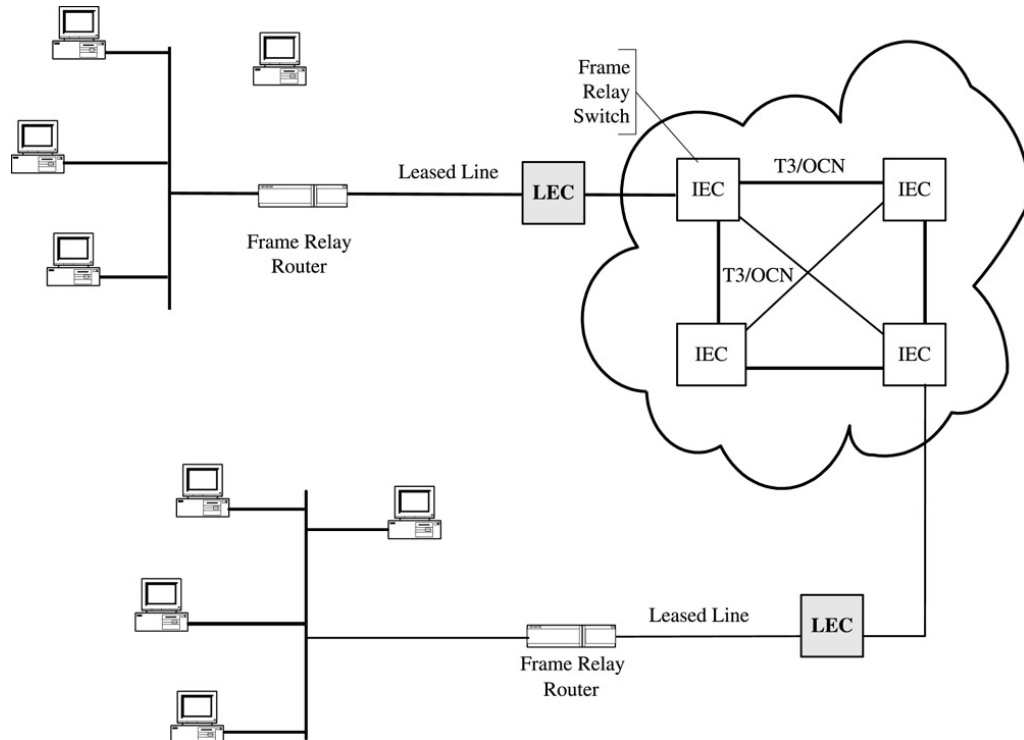 Frame
Relay
Switch
T3/OCN
Leased Line
LEC
IEC
IEC
Frame Relay
Router
T3/OCN
IEC
IEC
Leased Line
LEC
Frame Relay
Router